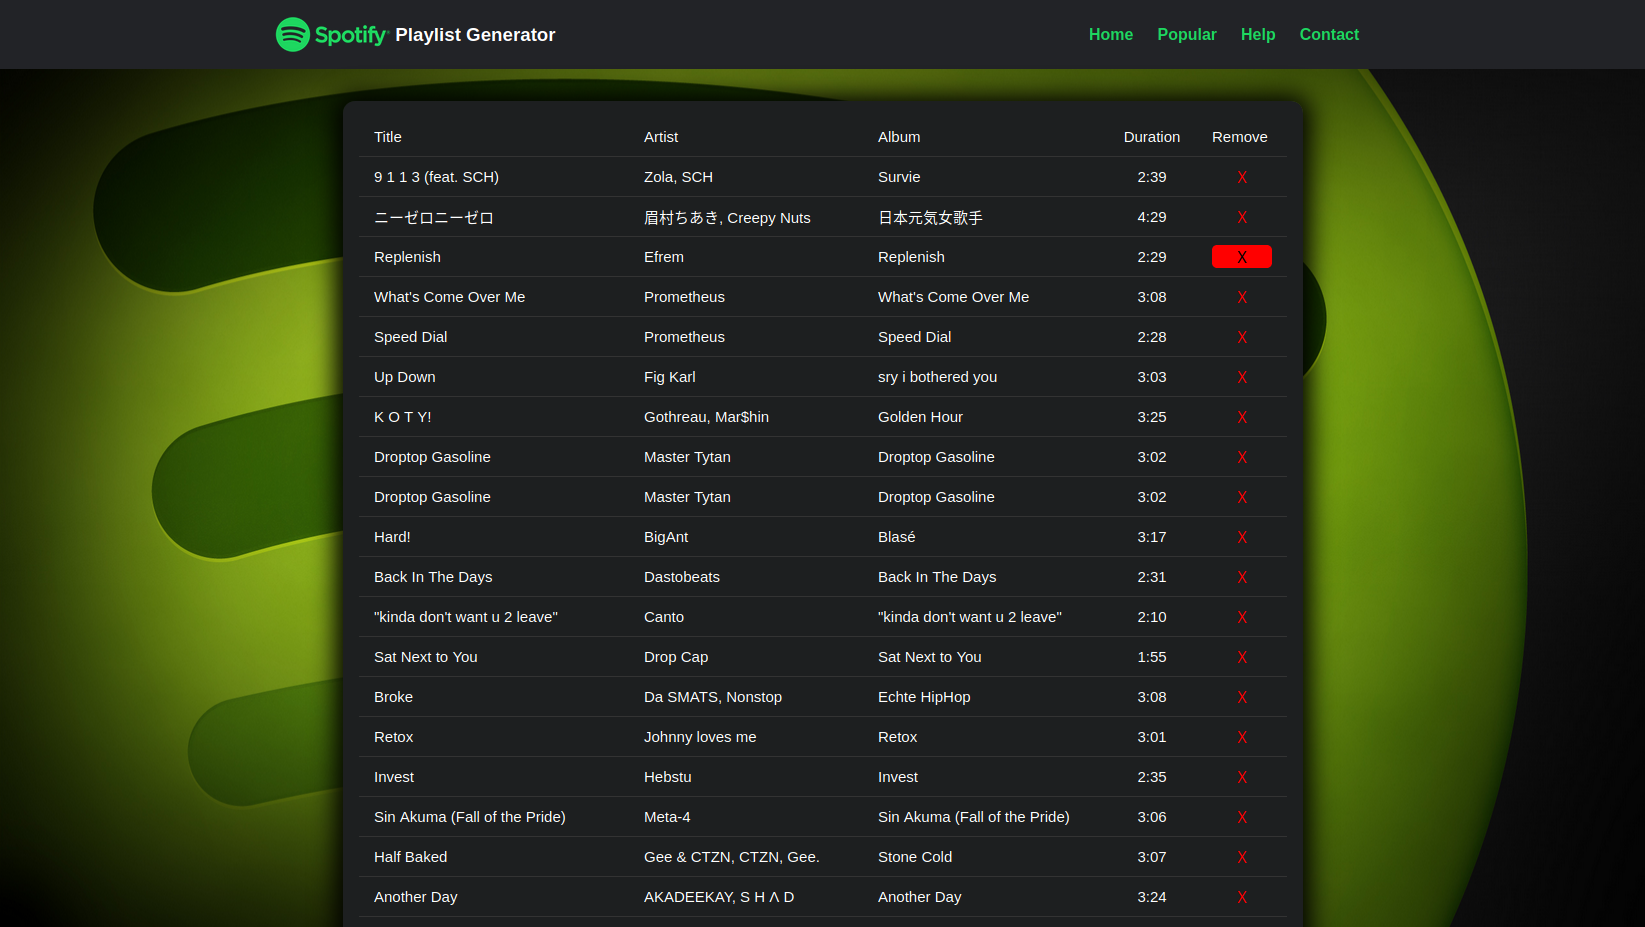 Spotify® Playlist Generator Home Popular Help Contact
Title Artist Album Duration Remove
9 1 1 3 (feat. SCH) Zola, SCH Survie 2:39 X
ニーゼロニーゼロ 眉村ちあき, Creepy Nuts 日本元気女歌手 4:29 X
Replenish Efrem Replenish 2:29 X
What's Come Over Me Prometheus What's Come Over Me 3:08 X
Speed Dial Prometheus Speed Dial 2:28 X
Up Down Fig Karl sry i bothered you 3:03 X
K O T Y! Gothreau, Mar$hin Golden Hour 3:25 X
Droptop Gasoline Master Tytan Droptop Gasoline 3:02 X
Droptop Gasoline Master Tytan Droptop Gasoline 3:02 X
Hard! BigAnt Blasé 3:17 X
Back In The Days Dastobeats Back In The Days 2:31 X
"kinda don't want u 2 leave" Canto "kinda don't want u 2 leave" 2:10 X
Sat Next to You Drop Cap Sat Next to You 1:55 X
Broke Da SMATS, Nonstop Echte HipHop 3:08 X
Retox Johnny loves me Retox 3:01 X
Invest Hebstu Invest 2:35 X
Sin Akuma (Fall of the Pride) Meta-4 Sin Akuma (Fall of the Pride) 3:06 X
Half Baked Gee & CTZN, CTZN, Gee. Stone Cold 3:07 X
Another Day AKADEEKAY, S H Λ D Another Day 3:24 X